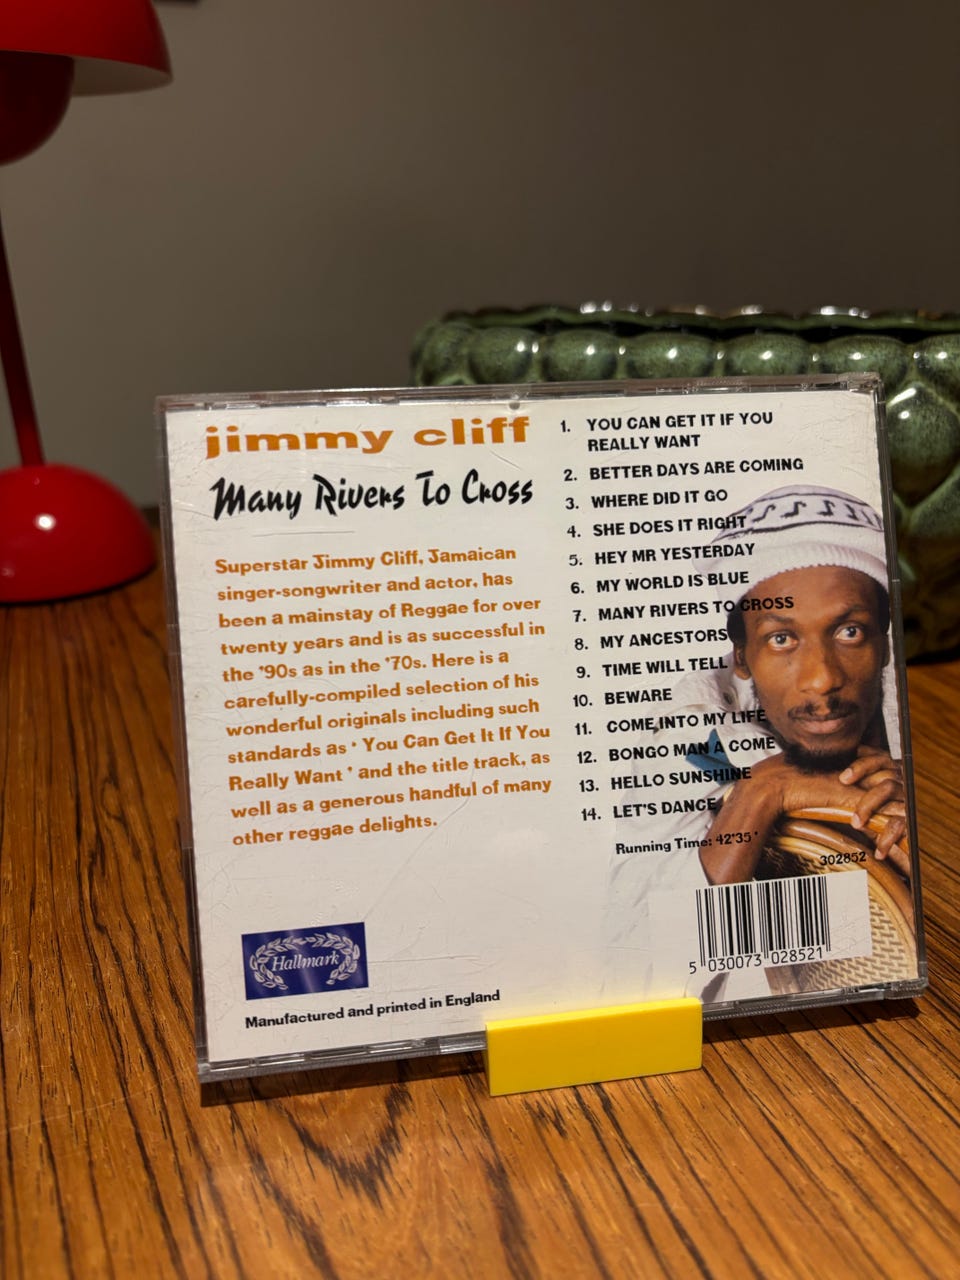 jimmy cliff
Many Rivers To Cross
Superstar Jimmy Cliff, Jamaican
singer-songwriter and actor, has
been a mainstay of Reggae for over
twenty years and is as successful in
the '90s as in the '70s. Here is a
carefully-compiled selection of his
wonderful originals including such
standards as ' You Can Get It If You
Really Want ' and the title track, as
well as a generous handful of many
other reggae delights.
Hallmark
Manufactured and printed in England
1. YOU CAN GET IT IF YOU
REALLY WANT
2. BETTER DAYS ARE COMING
3. WHERE DID IT GO
4. SHE DOES IT RIGHT
5. HEY MR YESTERDAY
6. MY WORLD IS BLUE
7. MANY RIVERS TO CROSS
8. MY ANCESTORS
9. TIME WILL TELL
10. BEWARE
11. COME INTO MY LIFE
12. BONGO MAN A COME
13. HELLO SUNSHINE
14. LET'S DANCE
Running Time: 42'35"
302852
5 030073 028521